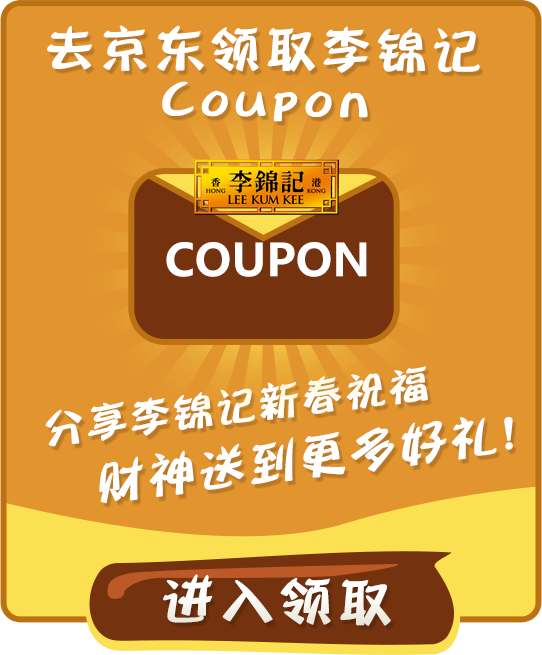 去京东领取李锦记
Coupon
香 李錦記 港
HONG LEE KUM KEE KONG
COUPON
分享李锦记新春祝福
财神送到更多好礼!
进入领取